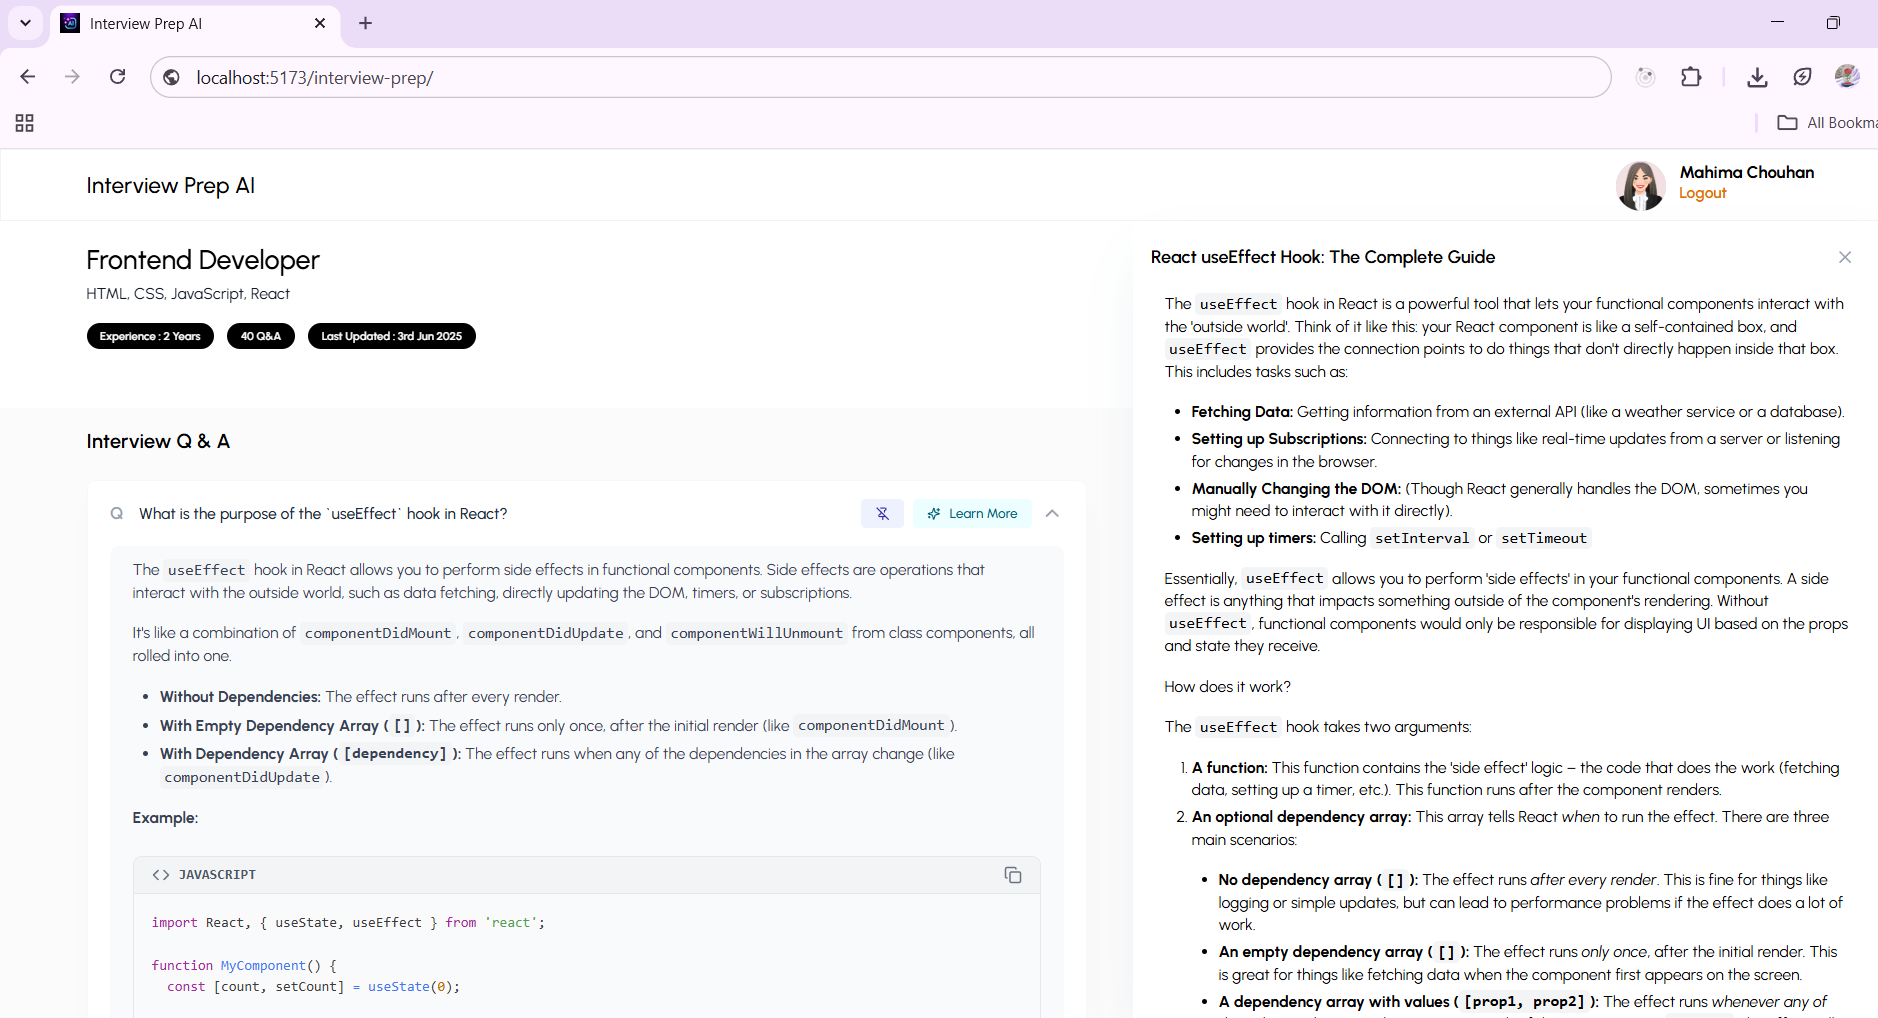 Interview Prep AI
localhost:5173/interview-prep/
All Bookma
Interview Prep AI
Mahima Chouhan
Logout
Frontend Developer
HTML, CSS, JavaScript, React
Experience : 2 Years
40 Q&A
Last Updated : 3rd Jun 2025
Interview Q & A
Q What is the purpose of the `useEffect` hook in React?
Learn More
The useEffect hook in React allows you to perform side effects in functional components. Side effects are operations that
interact with the outside world, such as data fetching, directly updating the DOM, timers, or subscriptions.
It's like a combination of componentDidMount, componentDidUpdate, and componentWillUnmount from class components, all
rolled into one.
• Without Dependencies: The effect runs after every render.
• With Empty Dependency Array ( [] ): The effect runs only once, after the initial render (like componentDidMount ).
• With Dependency Array ( [dependency] ): The effect runs when any of the dependencies in the array change (like
componentDidUpdate ).
Example:
<> JAVASCRIPT
import React, { useState, useEffect } from 'react';
function MyComponent() {
const [count, setCount] = useState(0);
React useEffect Hook: The Complete Guide
The useEffect hook in React is a powerful tool that lets your functional components interact with
the 'outside world'. Think of it like this: your React component is like a self-contained box, and
useEffect provides the connection points to do things that don't directly happen inside that box.
This includes tasks such as:
• Fetching Data: Getting information from an external API (like a weather service or a database).
• Setting up Subscriptions: Connecting to things like real-time updates from a server or listening
for changes in the browser.
• Manually Changing the DOM: (Though React generally handles the DOM, sometimes you
might need to interact with it directly).
• Setting up timers: Calling setInterval or setTimeout
Essentially, useEffect allows you to perform 'side effects' in your functional components. A side
effect is anything that impacts something outside of the component's rendering. Without
useEffect, functional components would only be responsible for displaying UI based on the props
and state they receive.
How does it work?
The useEffect hook takes two arguments:
1. A function: This function contains the 'side effect' logic – the code that does the work (fetching
data, setting up a timer, etc.). This function runs after the component renders.
2. An optional dependency array: This array tells React when to run the effect. There are three
main scenarios:
• No dependency array ( [] ): The effect runs after every render. This is fine for things like
logging or simple updates, but can lead to performance problems if the effect does a lot of
work.
• An empty dependency array ( [] ): The effect runs only once, after the initial render. This
is great for things like fetching data when the component first appears on the screen.
• A dependency array with values ( [prop1, prop2] ): The effect runs whenever any of